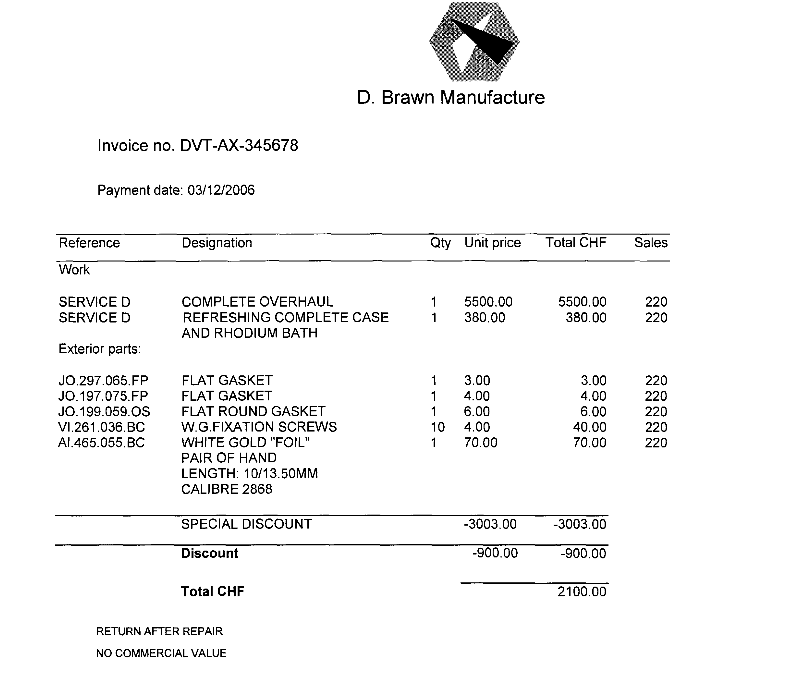 D. Brawn Manufacture
Invoice no. DVT-AX-345678
Payment date: 03/12/2006
Reference Designation Qty Unit price Total CHF Sales
Work
SERVICE D COMPLETE OVERHAUL 1 5500.00 5500.00 220
SERVICE D REFRESHING COMPLETE CASE 1 380.00 380.00 220
AND RHODIUM BATH
Exterior parts:
JO.297.065.FP FLAT GASKET 1 3.00 3.00 220
JO.197.075.FP FLAT GASKET 1 4.00 4.00 220
JO.199.059.OS FLAT ROUND GASKET 1 6.00 6.00 220
VI.261.036.BC W.G.FIXATION SCREWS 10 4.00 40.00 220
AI.465.055.BC WHITE GOLD "FOIL" 1 70.00 70.00 220
PAIR OF HAND
LENGTH: 10/13.50MM
CALIBRE 2868
SPECIAL DISCOUNT -3003.00 -3003.00
Discount -900.00 -900.00
Total CHF 2100.00
RETURN AFTER REPAIR
NO COMMERCIAL VALUE